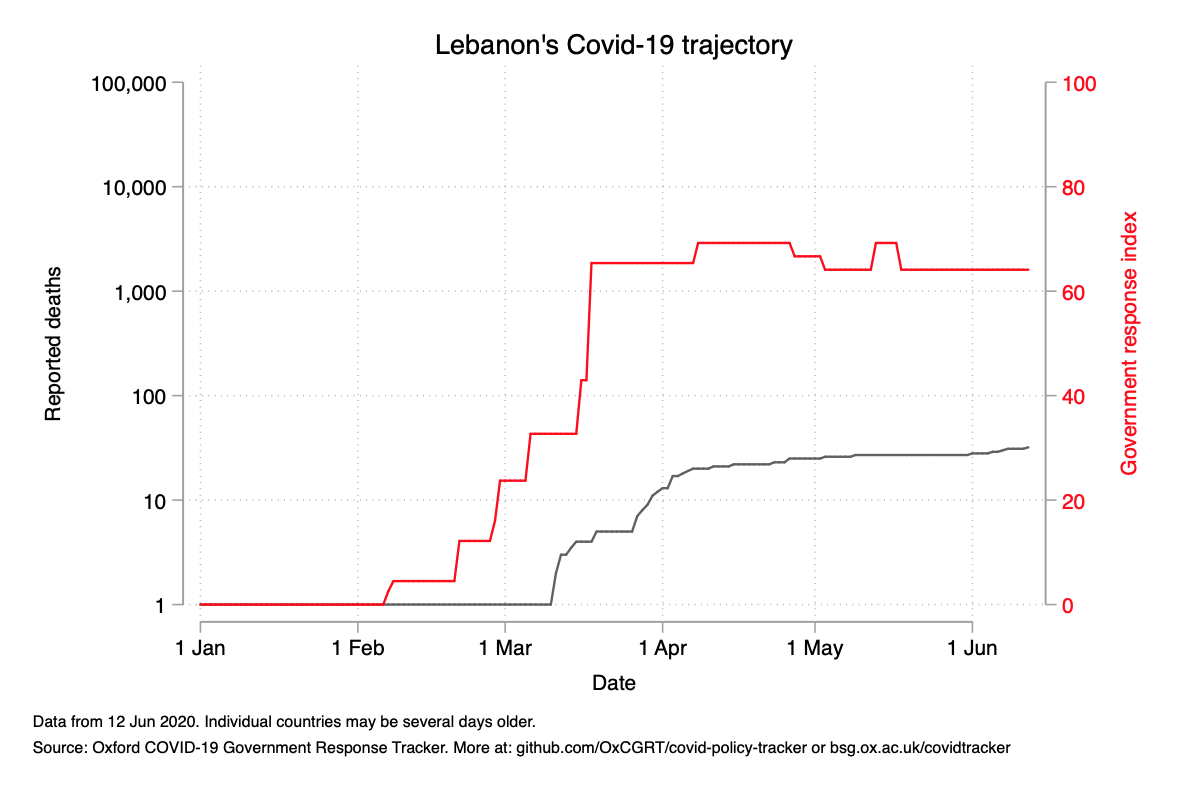 Lebanon's Covid-19 trajectory
100,000
10,000
1,000
100
10
1
Reported deaths
100
80
60
40
20
0
Government response index
1 Jan 1 Feb 1 Mar 1 Apr 1 May 1 Jun
Date
Data from 12 Jun 2020. Individual countries may be several days older.
Source: Oxford COVID-19 Government Response Tracker. More at: github.com/OxCGRT/covid-policy-tracker or bsg.ox.ac.uk/covidtracker